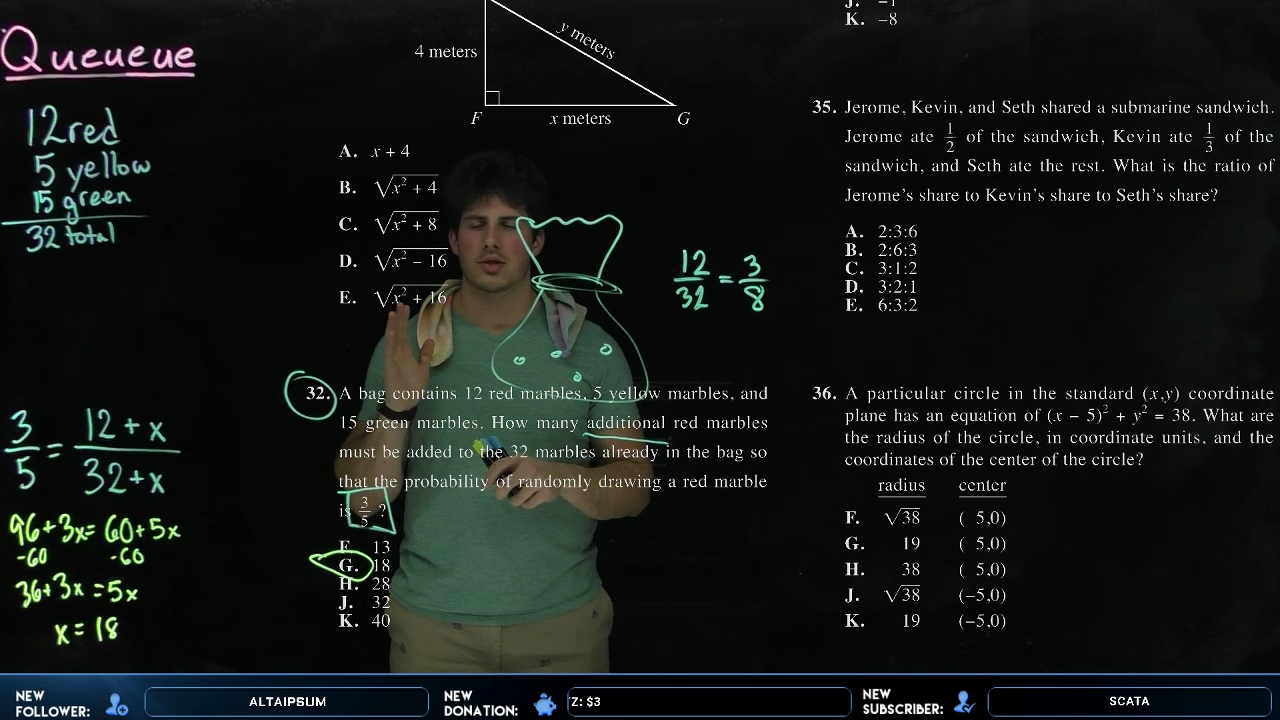 Queueue
12 red
5 yellow
15 green
32 total
3/5 = 12 + x / 32 + x
96 + 3x = 60 + 5x
-60 -60
36 + 3x = 5x
x = 18
4 meters
y meters
F
x meters
G
A. x + 4
B. √(x² + 4)
C. √(x² + 8)
D. √(x² − 16)
E. √(x² + 16)
12/32 = 3/8
32. A bag contains 12 red marbles, 5 yellow marbles, and
15 green marbles. How many additional red marbles
must be added to the 32 marbles already in the bag so
that the probability of randomly drawing a red marble
is 3/5 ?
F. 13
G. 18
H. 28
J. 32
K. 40
J. −1
K. −8
35. Jerome, Kevin, and Seth shared a submarine sandwich.
Jerome ate 1/2 of the sandwich, Kevin ate 1/3 of the
sandwich, and Seth ate the rest. What is the ratio of
Jerome's share to Kevin's share to Seth's share?
A. 2:3:6
B. 2:6:3
C. 3:1:2
D. 3:2:1
E. 6:3:2
36. A particular circle in the standard (x,y) coordinate
plane has an equation of (x − 5)² + y² = 38. What are
the radius of the circle, in coordinate units, and the
coordinates of the center of the circle?
radius center
F. √38 ( 5,0)
G. 19 ( 5,0)
H. 38 ( 5,0)
J. √38 (−5,0)
K. 19 (−5,0)
NEW FOLLOWER: ALTAIPSUM
NEW DONATION: Z: $3
NEW SUBSCRIBER: SCATA